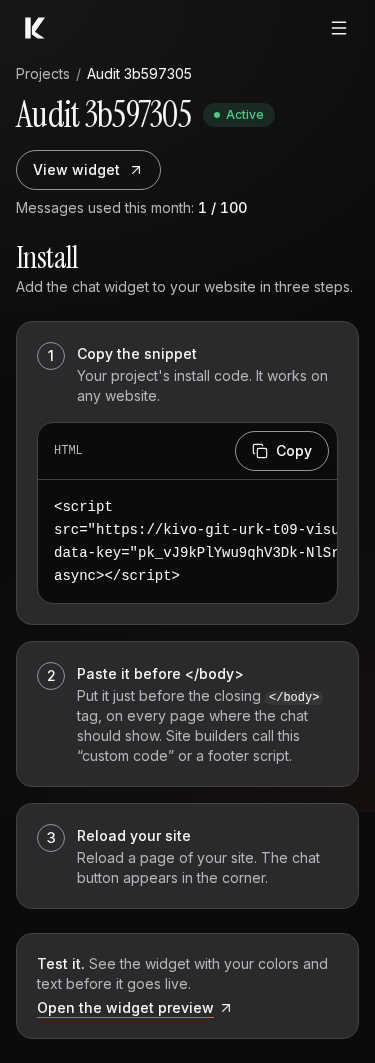 K
Projects / Audit 3b597305
Audit 3b597305
Active
View widget
Messages used this month: 1 / 100
Install
Add the chat widget to your website in three steps.
1
Copy the snippet
Your project's install code. It works on
any website.
HTML
Copy
<script
src="https://kivo-git-urk-t09-visu
data-key="pk_vJ9kPlYwu9qhV3Dk-NlSr
async></script>
2
Paste it before </body>
Put it just before the closing </body>
tag, on every page where the chat
should show. Site builders call this
“custom code” or a footer script.
3
Reload your site
Reload a page of your site. The chat
button appears in the corner.
Test it. See the widget with your colors and
text before it goes live.
Open the widget preview